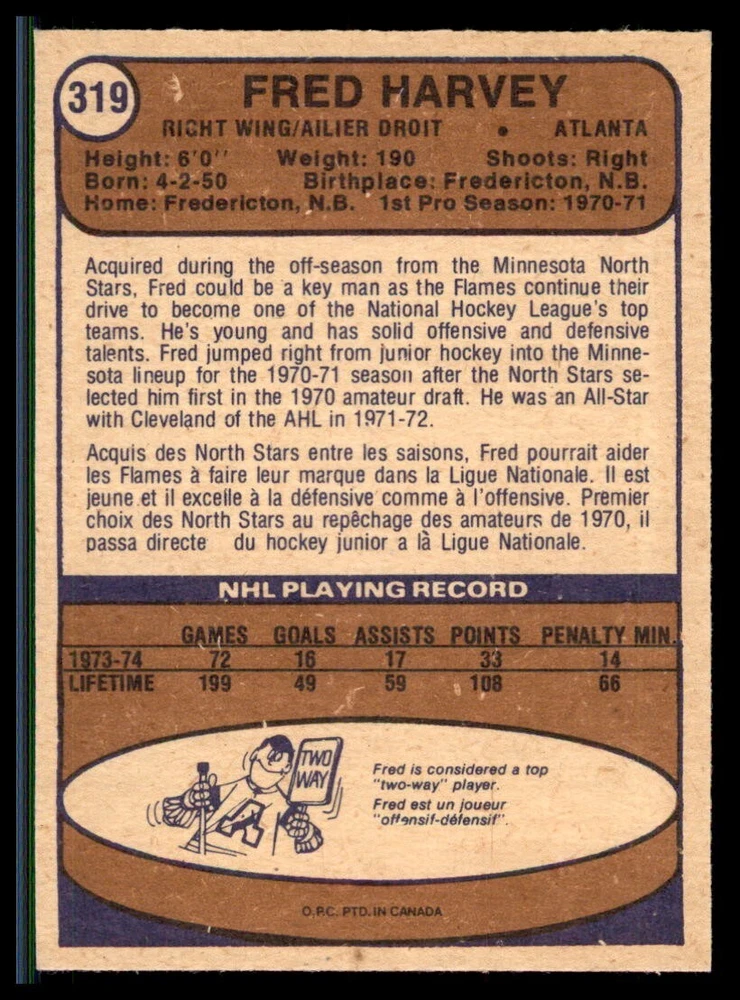 319
FRED HARVEY
RIGHT WING/AILIER DROIT • ATLANTA
Height: 6'0'' Weight: 190 Shoots: Right
Born: 4-2-50 Birthplace: Fredericton, N.B.
Home: Fredericton, N.B. 1st Pro Season: 1970-71
Acquired during the off-season from the Minnesota North
Stars, Fred could be a key man as the Flames continue their
drive to become one of the National Hockey League's top
teams. He's young and has solid offensive and defensive
talents. Fred jumped right from junior hockey into the Minne-
sota lineup for the 1970-71 season after the North Stars se-
lected him first in the 1970 amateur draft. He was an All-Star
with Cleveland of the AHL in 1971-72.
Acquis des North Stars entre les saisons, Fred pourrait aider
les Flames à faire leur marque dans la Ligue Nationale. Il est
jeune et il excelle à la défensive comme à l'offensive. Premier
choix des North Stars au repêchage des amateurs de 1970, il
passa directe du hockey junior a là Ligue Nationale.
NHL PLAYING RECORD
GAMES GOALS ASSISTS POINTS PENALTY MIN.
1973-74 72 16 17 33 14
LIFETIME 199 49 59 108 66
TWO
WAY
A
Fred is considered a top
"two-way" player.
Fred est un joueur
"offensif-défensif".
O.P.C. PTD. IN CANADA